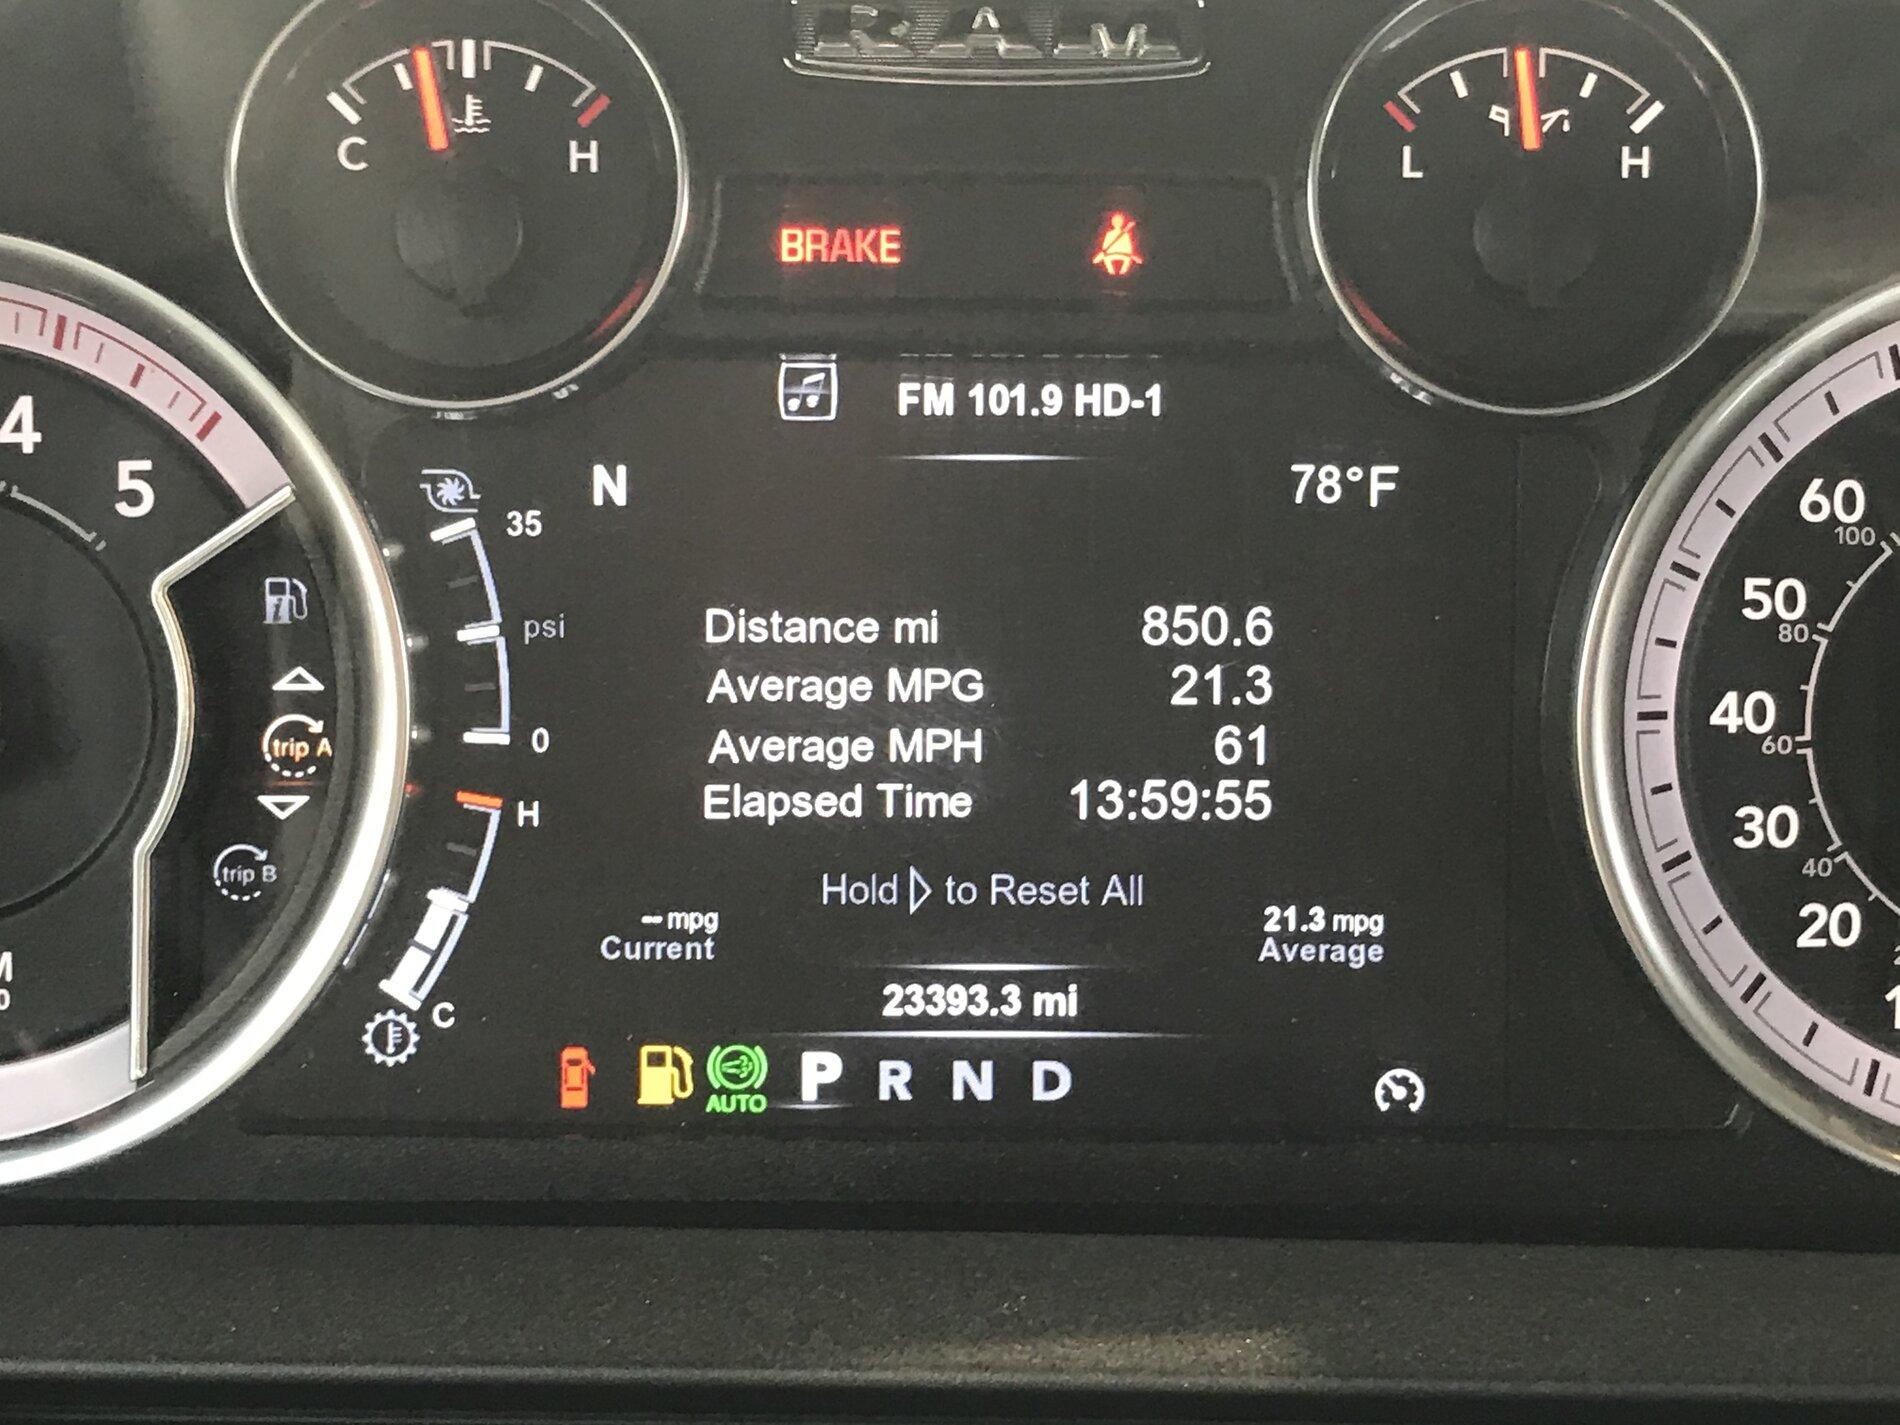 RAM
C
H
L
H
BRAKE
FM 101.9 HD-1
N
78°F
4
5
35
psi
0
H
C
trip A
trip B
Distance mi 850.6
Average MPG 21.3
Average MPH 61
Elapsed Time 13:59:55
Hold ▷ to Reset All
-- mpg
Current
21.3 mpg
Average
23393.3 mi
AUTO
P R N D
60
100
50
80
40
60
30
40
20